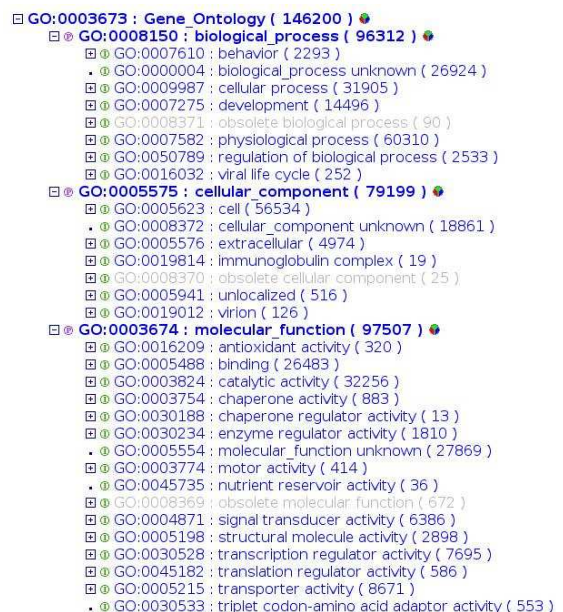 GO:0003673 : Gene_Ontology ( 146200 )
GO:0008150 : biological_process ( 96312 )
GO:0007610 : behavior ( 2293 )
GO:0000004 : biological_process unknown ( 26924 )
GO:0009987 : cellular process ( 31905 )
GO:0007275 : development ( 14496 )
GO:0008371 : obsolete biological process ( 90 )
GO:0007582 : physiological process ( 60310 )
GO:0050789 : regulation of biological process ( 2533 )
GO:0016032 : viral life cycle ( 252 )
GO:0005575 : cellular_component ( 79199 )
GO:0005623 : cell ( 56534 )
GO:0008372 : cellular_component unknown ( 18861 )
GO:0005576 : extracellular ( 4974 )
GO:0019814 : immunoglobulin complex ( 19 )
GO:0008370 : obsolete cellular component ( 25 )
GO:0005941 : unlocalized ( 516 )
GO:0019012 : virion ( 126 )
GO:0003674 : molecular_function ( 97507 )
GO:0016209 : antioxidant activity ( 320 )
GO:0005488 : binding ( 26483 )
GO:0003824 : catalytic activity ( 32256 )
GO:0003754 : chaperone activity ( 883 )
GO:0030188 : chaperone regulator activity ( 13 )
GO:0030234 : enzyme regulator activity ( 1810 )
GO:0005554 : molecular_function unknown ( 27869 )
GO:0003774 : motor activity ( 414 )
GO:0045735 : nutrient reservoir activity ( 36 )
GO:0008369 : obsolete molecular function ( 672 )
GO:0004871 : signal transducer activity ( 6386 )
GO:0005198 : structural molecule activity ( 2898 )
GO:0030528 : transcription regulator activity ( 7695 )
GO:0045182 : translation regulator activity ( 586 )
GO:0005215 : transporter activity ( 8671 )
GO:0030533 : triplet codon-amino acid adaptor activity ( 553 )